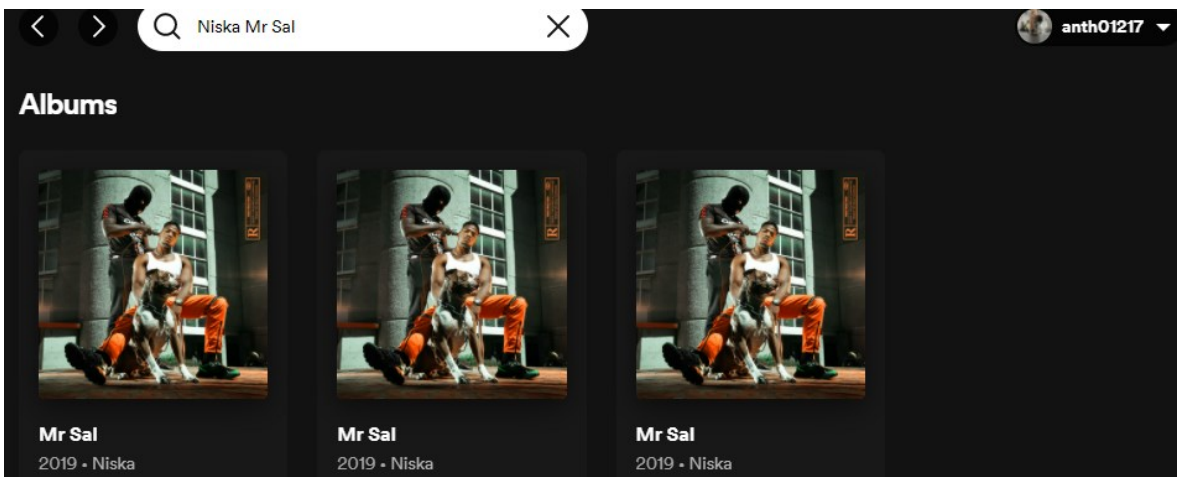 Niska Mr Sal
anth01217
Albums
Mr Sal
2019 • Niska
Mr Sal
2019 • Niska
Mr Sal
2019 • Niska